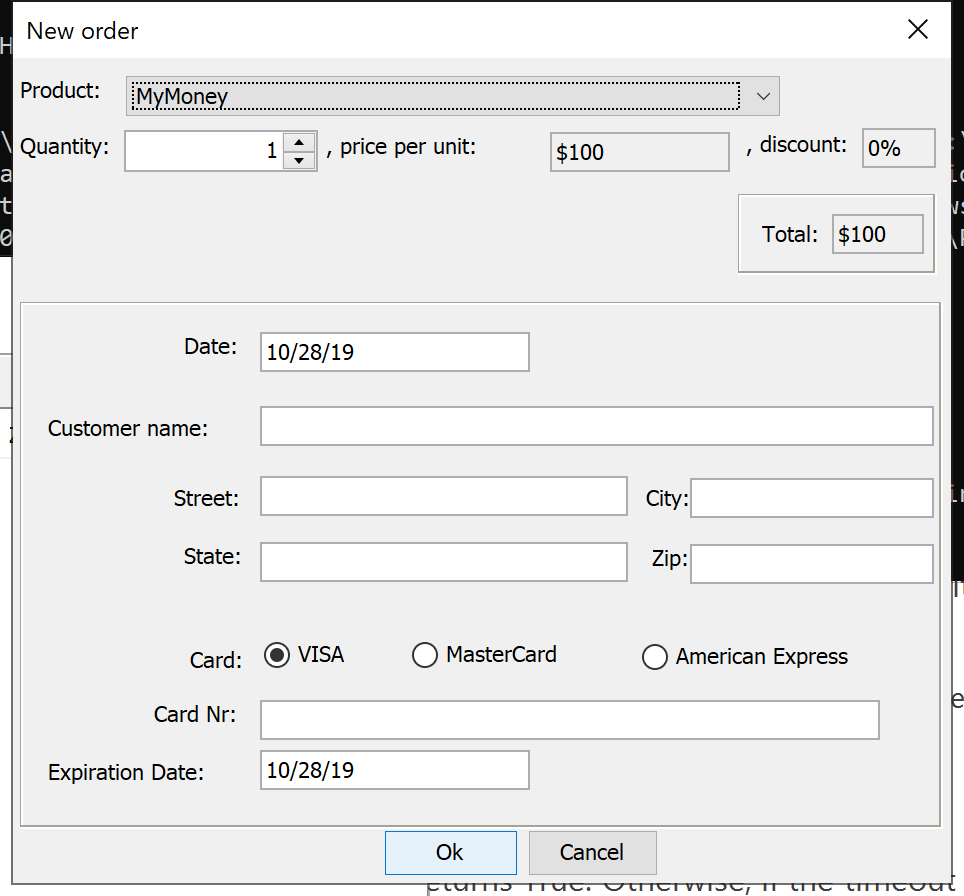 New order
Product: MyMoney
Quantity: 1 , price per unit: $100 , discount: 0%
Total: $100
Date: 10/28/19
Customer name:
Street: City:
State: Zip:
Card: VISA MasterCard American Express
Card Nr:
Expiration Date: 10/28/19
Ok Cancel